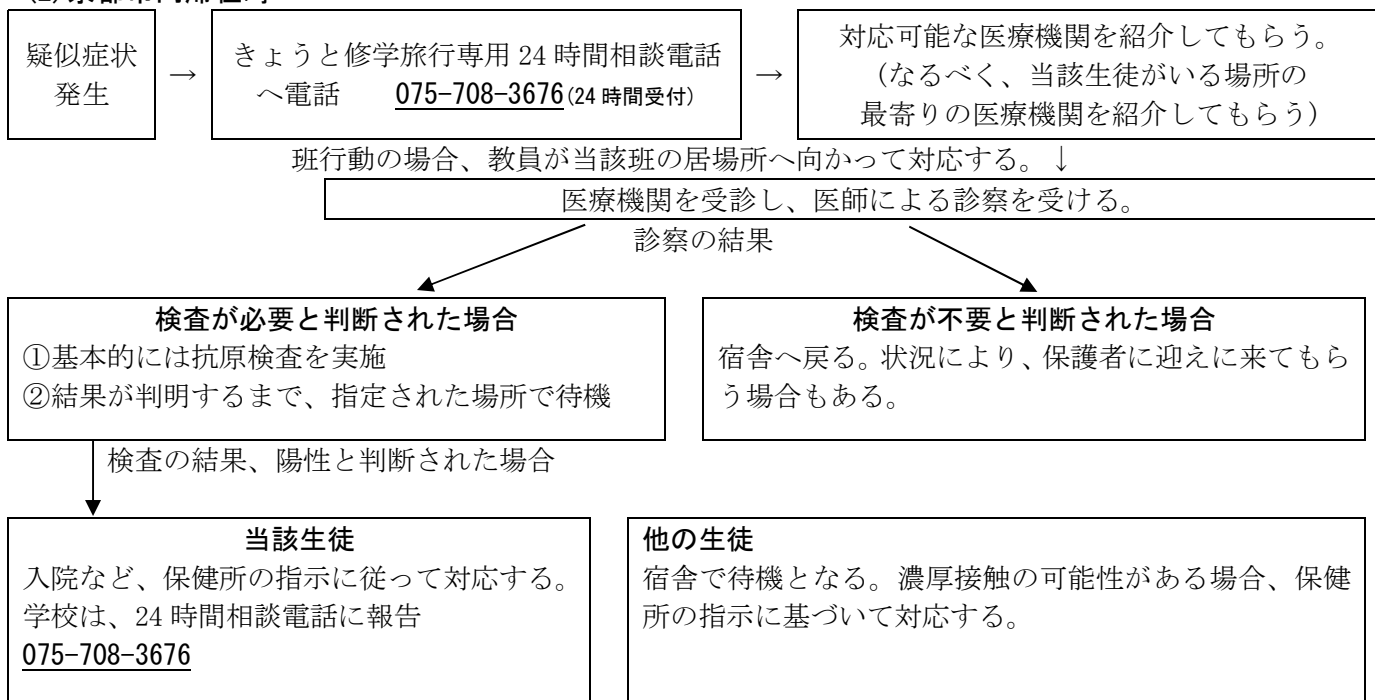 疑似症状
発生
→
きょうと修学旅行専用 24 時間相談電話
へ電話 075-708-3676(24 時間受付)
→
対応可能な医療機関を紹介してもらう。
(なるべく、当該生徒がいる場所の
最寄りの医療機関を紹介してもらう)
班行動の場合、教員が当該班の居場所へ向かって対応する。↓
医療機関を受診し、医師による診察を受ける。
診察の結果
検査が必要と判断された場合
①基本的には抗原検査を実施
②結果が判明するまで、指定された場所で待機
検査が不要と判断された場合
宿舎へ戻る。状況により、保護者に迎えに来てもら
う場合もある。
検査の結果、陽性と判断された場合
当該生徒
入院など、保健所の指示に従って対応する。
学校は、24 時間相談電話に報告
075-708-3676
他の生徒
宿舎で待機となる。濃厚接触の可能性がある場合、保健
所の指示に基づいて対応する。